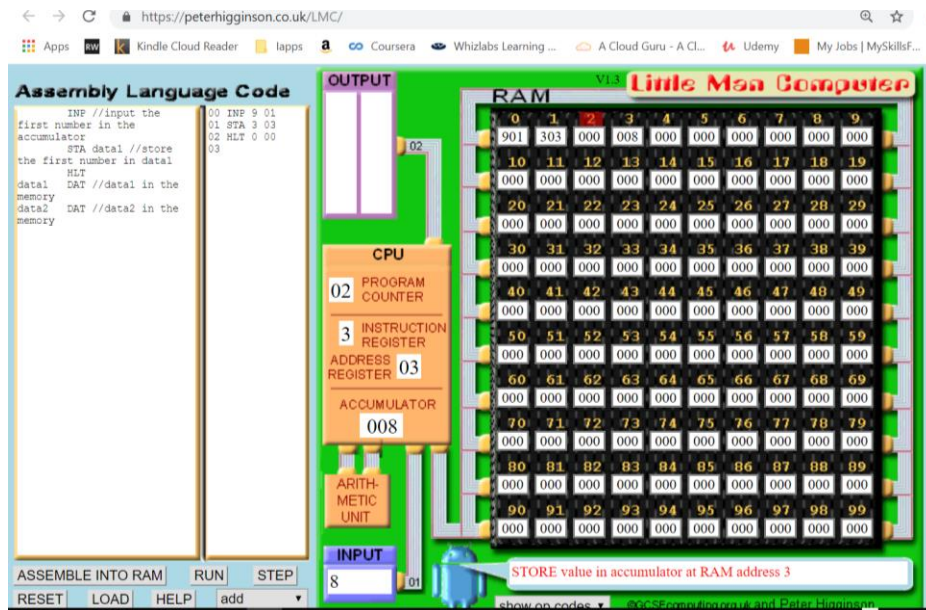 https://peterhigginson.co.uk/LMC/
Apps RW Kindle Cloud Reader lapps a Coursera Whizlabs Learning ... A Cloud Guru - A Cl... Udemy My Jobs | MySkillsF...
Assembly Language Code
INP //input the
first number in the
accumulator
STA data1 //store
the first number in data1
HLT
data1 DAT //data1 in the
memory
data2 DAT //data2 in the
memory
00 INP 9 01
01 STA 3 03
02 HLT 0 00
03
OUTPUT
02
CPU
02 PROGRAM
COUNTER
3 INSTRUCTION
REGISTER
ADDRESS
REGISTER 03
ACCUMULATOR
008
ARITH-
METIC
UNIT
INPUT
8
01
V1.3 Little Man Computer
RAM
0 1 2 3 4 5 6 7 8 9
901 303 000 008 000 000 000 000 000 000
10 11 12 13 14 15 16 17 18 19
000 000 000 000 000 000 000 000 000 000
20 21 22 23 24 25 26 27 28 29
000 000 000 000 000 000 000 000 000 000
30 31 32 33 34 35 36 37 38 39
000 000 000 000 000 000 000 000 000 000
40 41 42 43 44 45 46 47 48 49
000 000 000 000 000 000 000 000 000 000
50 51 52 53 54 55 56 57 58 59
000 000 000 000 000 000 000 000 000 000
60 61 62 63 64 65 66 67 68 69
000 000 000 000 000 000 000 000 000 000
70 71 72 73 74 75 76 77 78 79
000 000 000 000 000 000 000 000 000 000
80 81 82 83 84 85 86 87 88 89
000 000 000 000 000 000 000 000 000 000
90 91 92 93 94 95 96 97 98 99
000 000 000 000 000 000 000 000 000 000
STORE value in accumulator at RAM address 3
ASSEMBLE INTO RAM RUN STEP
RESET LOAD HELP add
show op codes ©GCSEcomputing.org.uk and Peter Higginson